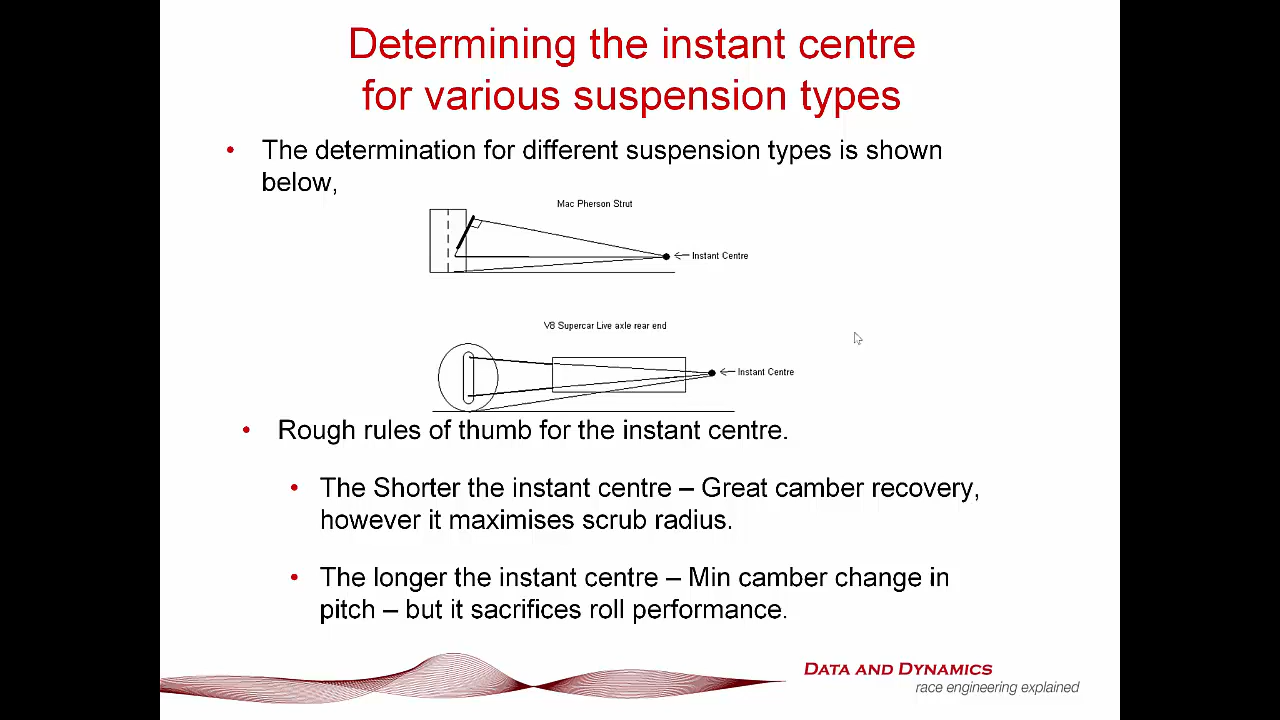 Determining the instant centre
for various suspension types
• The determination for different suspension types is shown
below,
Mac Pherson Strut
Instant Centre
V8 Supercar Live axle rear end
Instant Centre
• Rough rules of thumb for the instant centre.
• The Shorter the instant centre – Great camber recovery,
however it maximises scrub radius.
• The longer the instant centre – Min camber change in
pitch – but it sacrifices roll performance.
DATA AND DYNAMICS
race engineering explained